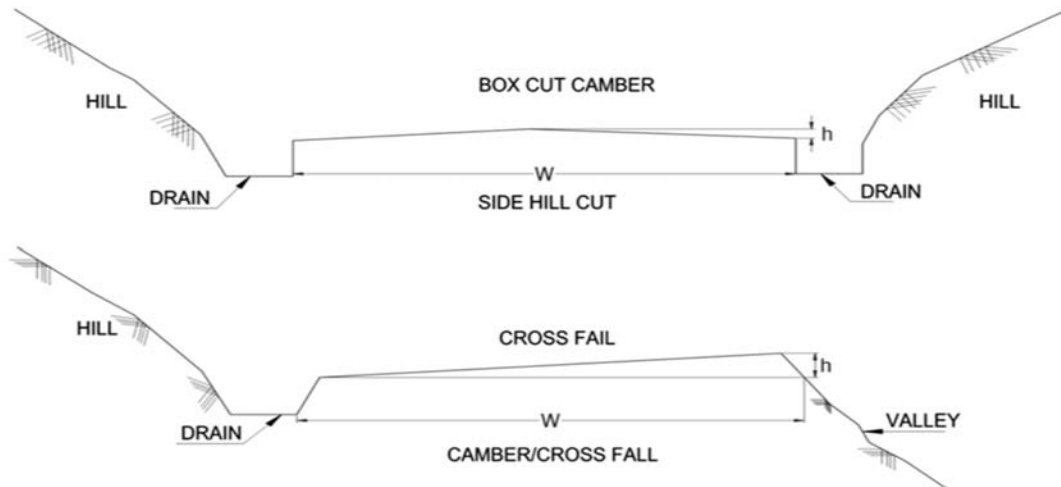 BOX CUT CAMBER
HILL
HILL
h
W
DRAIN
SIDE HILL CUT
DRAIN
HILL
CROSS FAIL
h
W
DRAIN
VALLEY
CAMBER/CROSS FALL